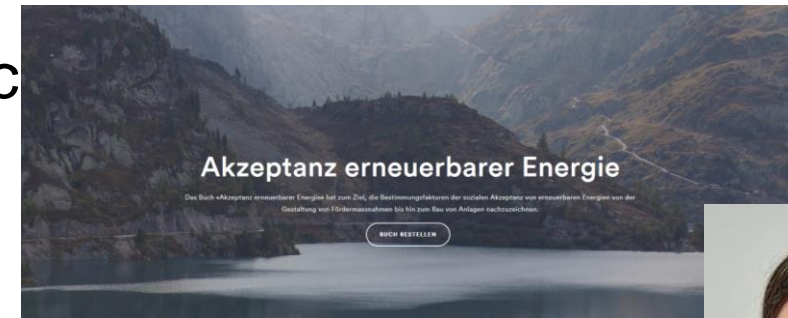 c
Akzeptanz erneuerbarer Energie
Das Buch «Akzeptanz erneuerbarer Energie» hat zum Ziel, die Bestimmungsfaktoren der sozialen Akzeptanz von erneuerbaren Energien von der
Gestaltung von Fördermassnahmen bis hin zum Bau von Anlagen nachzuzeichnen.
BUCH BESTELLEN